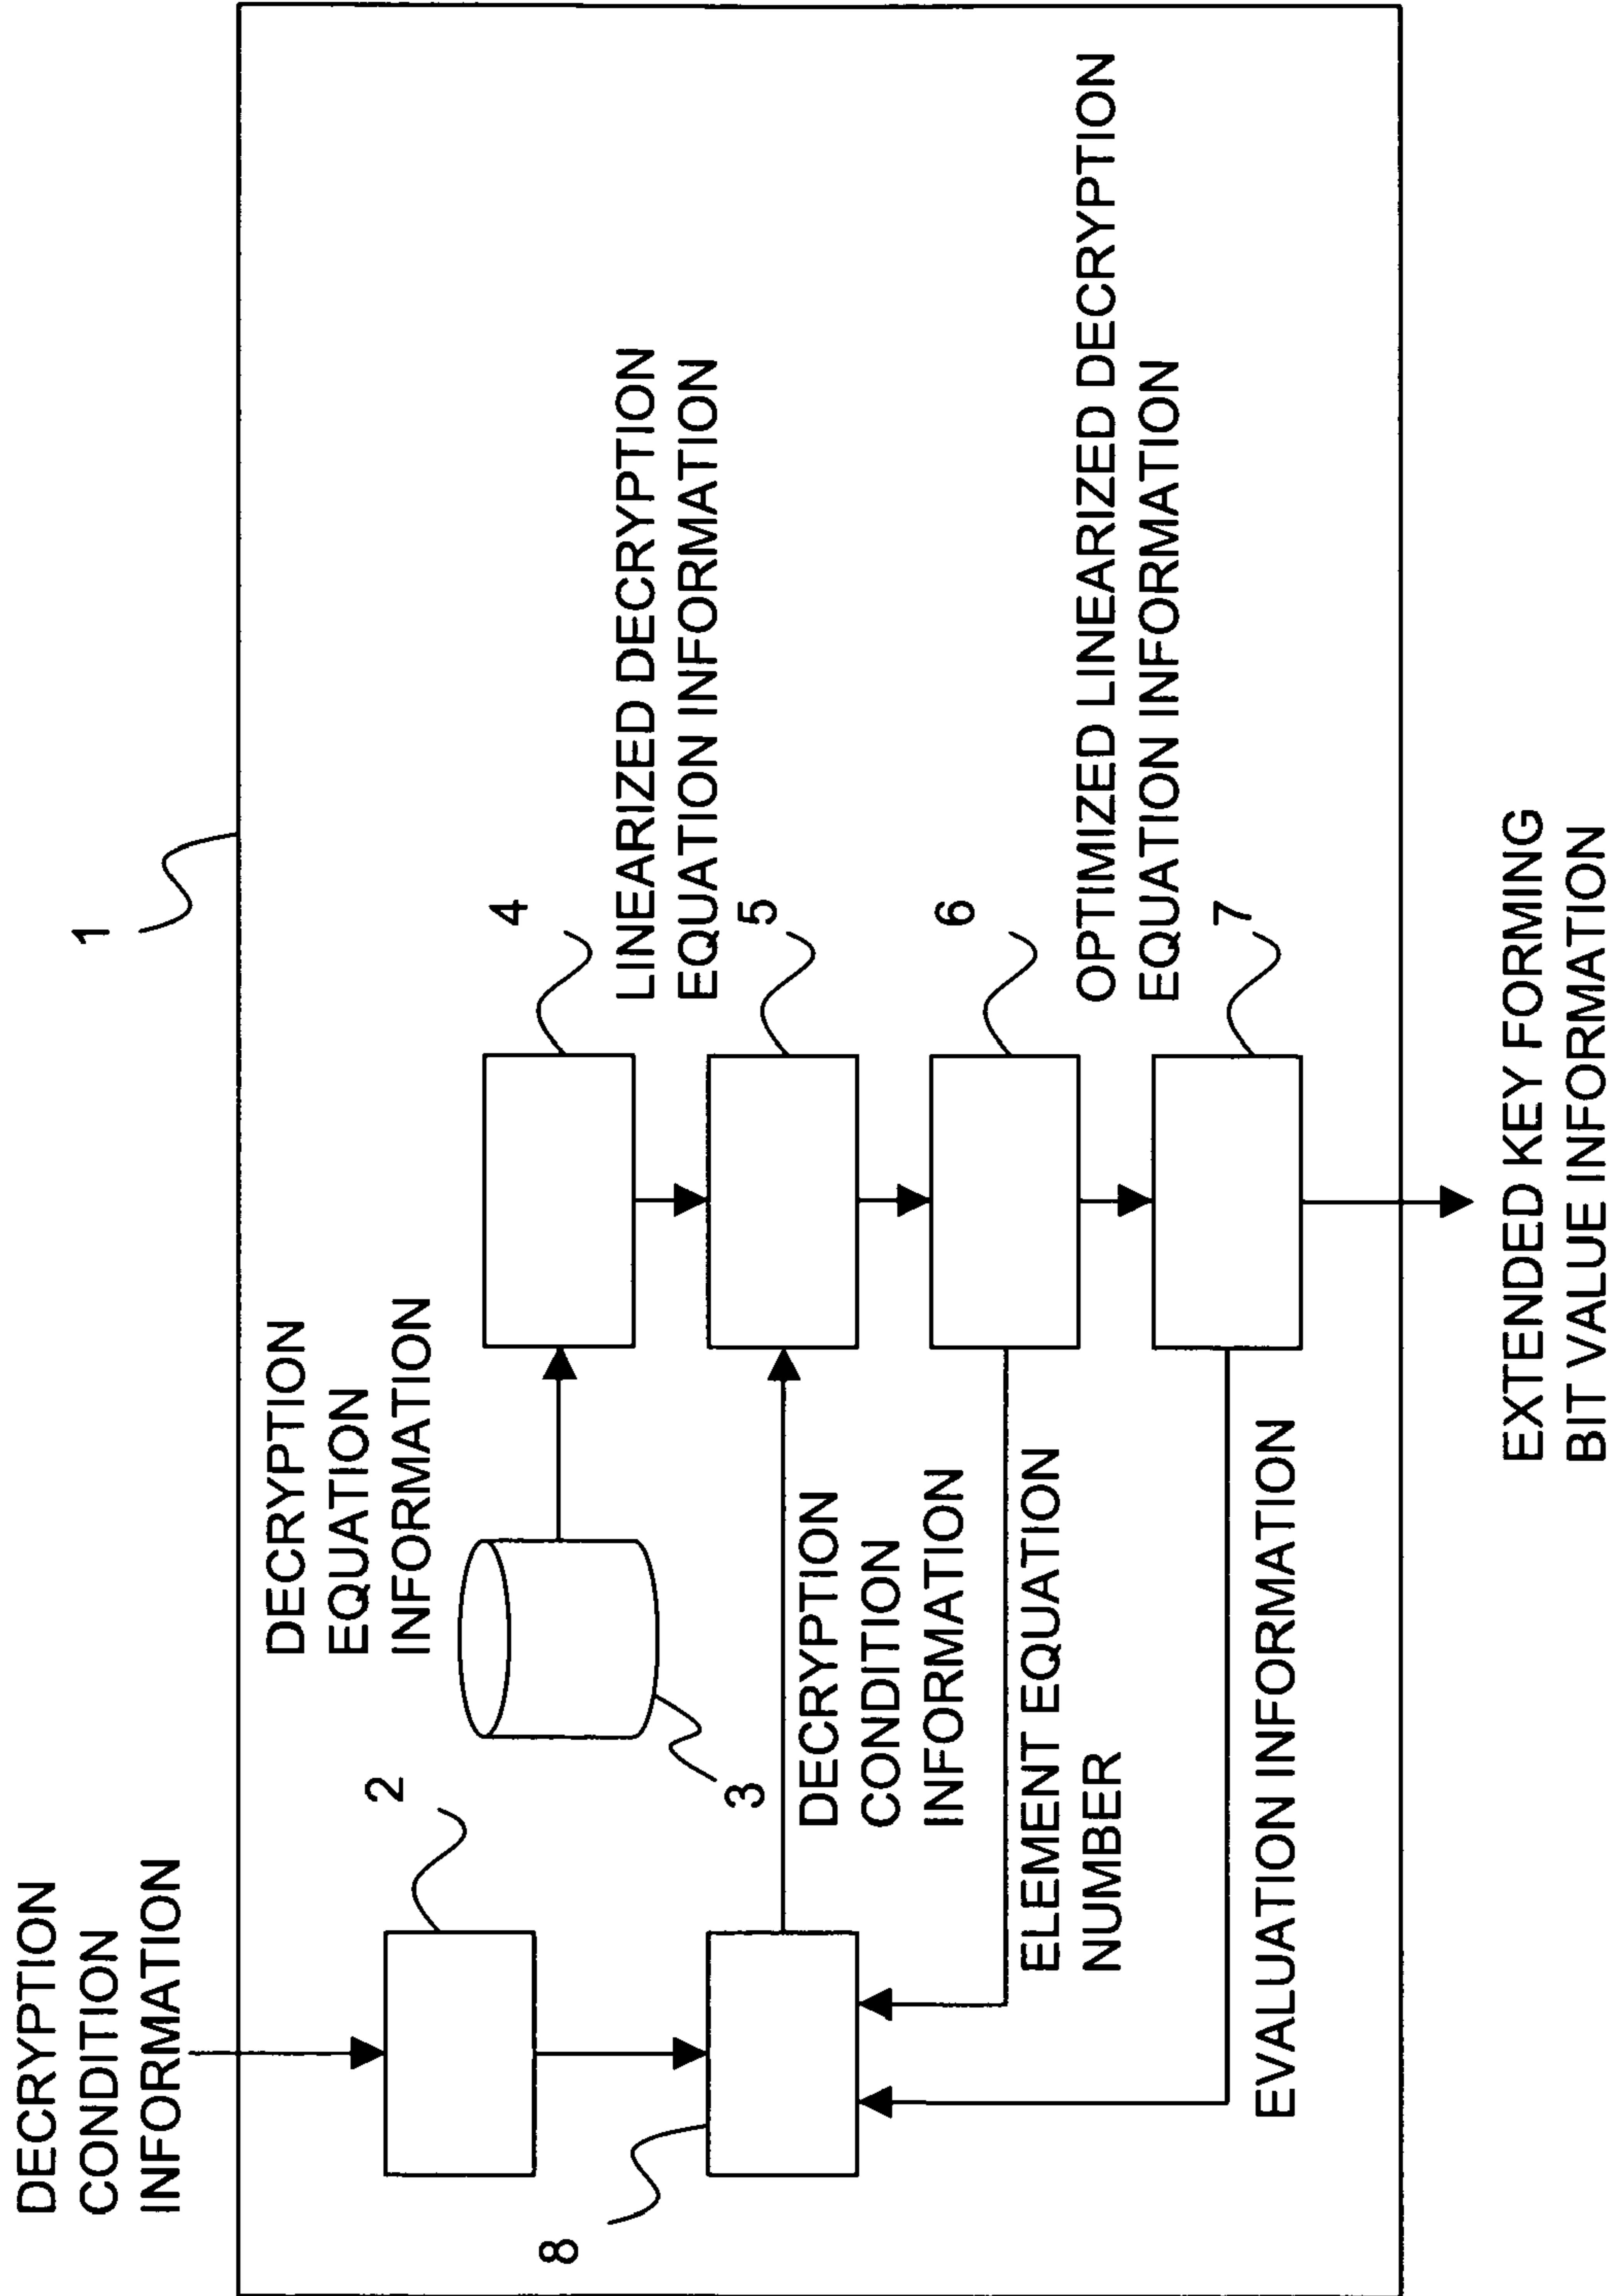 1
DECRYPTION
CONDITION
INFORMATION
2
8
DECRYPTION
EQUATION
INFORMATION
3
4
LINEARIZED DECRYPTION
EQUATION INFORMATION
DECRYPTION
CONDITION
INFORMATION
5
ELEMENT EQUATION
NUMBER
6
OPTIMIZED LINEARIZED DECRYPTION
EQUATION INFORMATION
EVALUATION INFORMATION
7
EXTENDED KEY FORMING
BIT VALUE INFORMATION